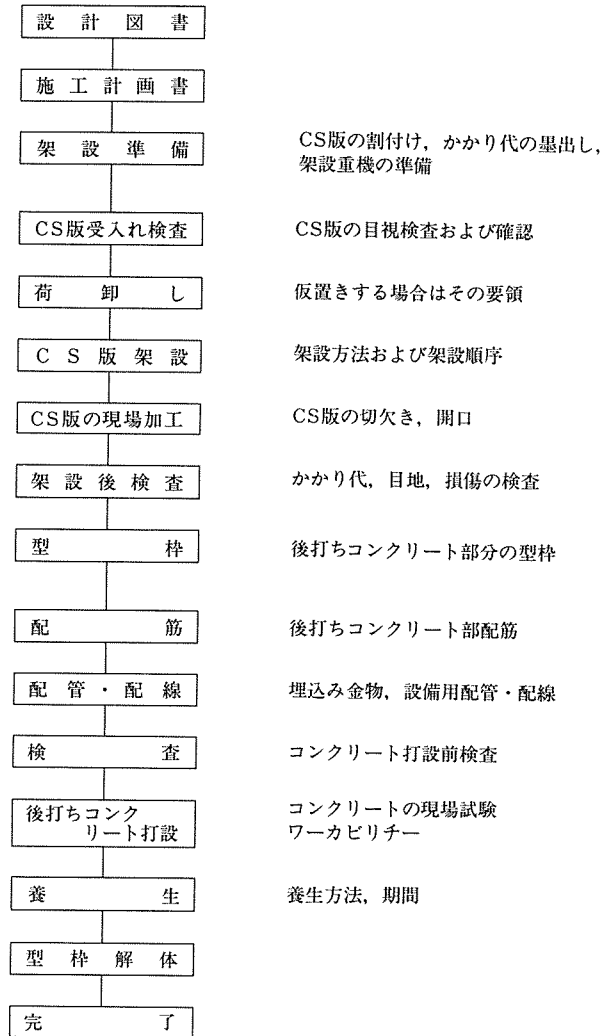 設計図書
施工計画書
架設準備
CS版の割付け，かかり代の墨出し，
架設重機の準備
CS版受入れ検査
CS版の目視検査および確認
荷卸し
仮置きする場合はその要領
CS版架設
架設方法および架設順序
CS版の現場加工
CS版の切欠き，開口
架設後検査
かかり代，目地，損傷の検査
型枠
後打ちコンクリート部分の型枠
配筋
後打ちコンクリート部配筋
配管・配線
埋込み金物，設備用配管・配線
検査
コンクリート打設前検査
後打ちコンク
リート打設
コンクリートの現場試験
ワーカビリチー
養生
養生方法，期間
型枠解体
完了